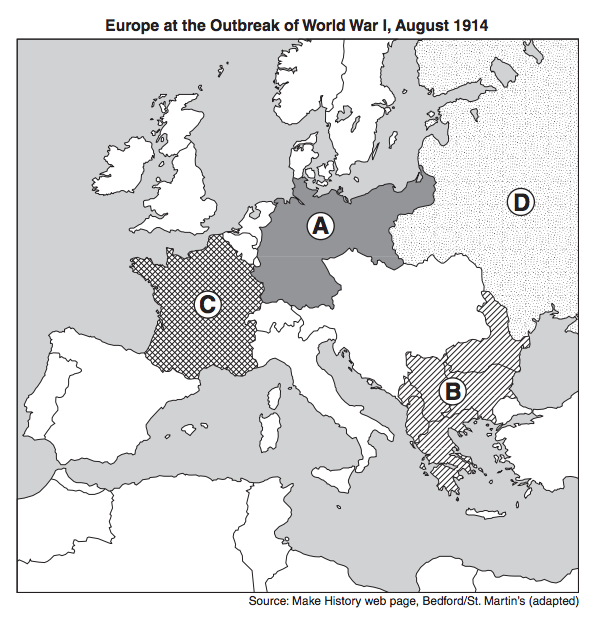 Europe at the Outbreak of World War I, August 1914
D
A
C
B
Source: Make History web page, Bedford/St. Martin's (adapted)